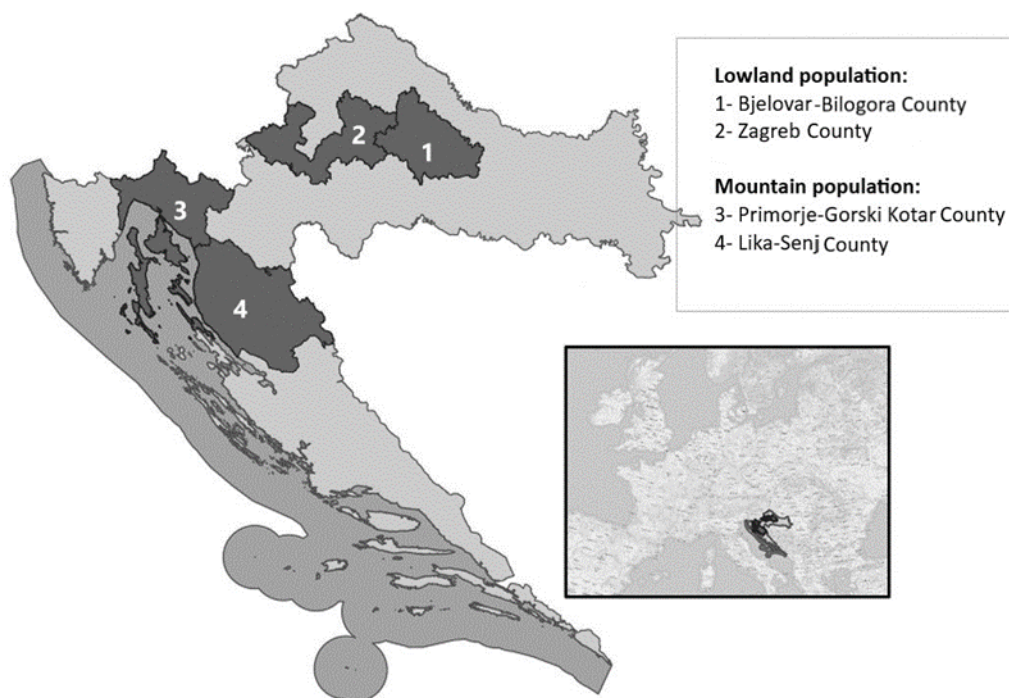 Lowland population:
1- Bjelovar-Bilogora County
2- Zagreb County
Mountain population:
3- Primorje-Gorski Kotar County
4- Lika-Senj County
2
1
3
4